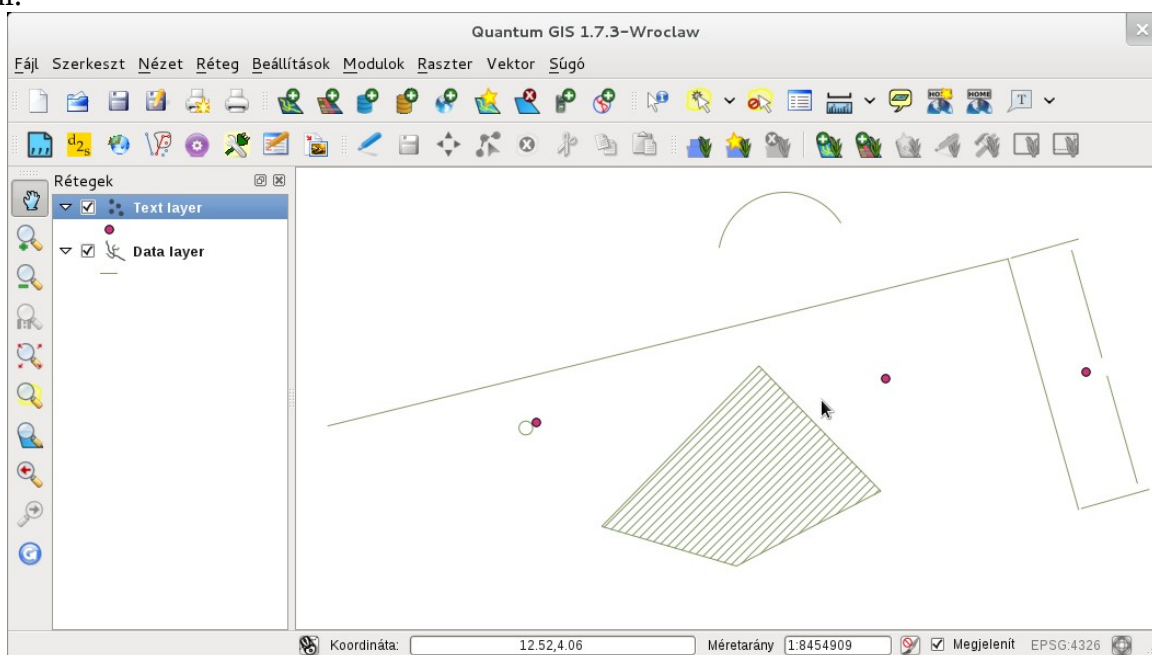 Quantum GIS 1.7.3-Wroclaw
Fájl Szerkeszt Nézet Réteg Beállítások Modulok Raszter Vektor Súgó
d2s
Rétegek
Text layer
Data layer
Koordináta: 12.52,4.06 Méretarány 1:8454909 Megjelenít EPSG:4326